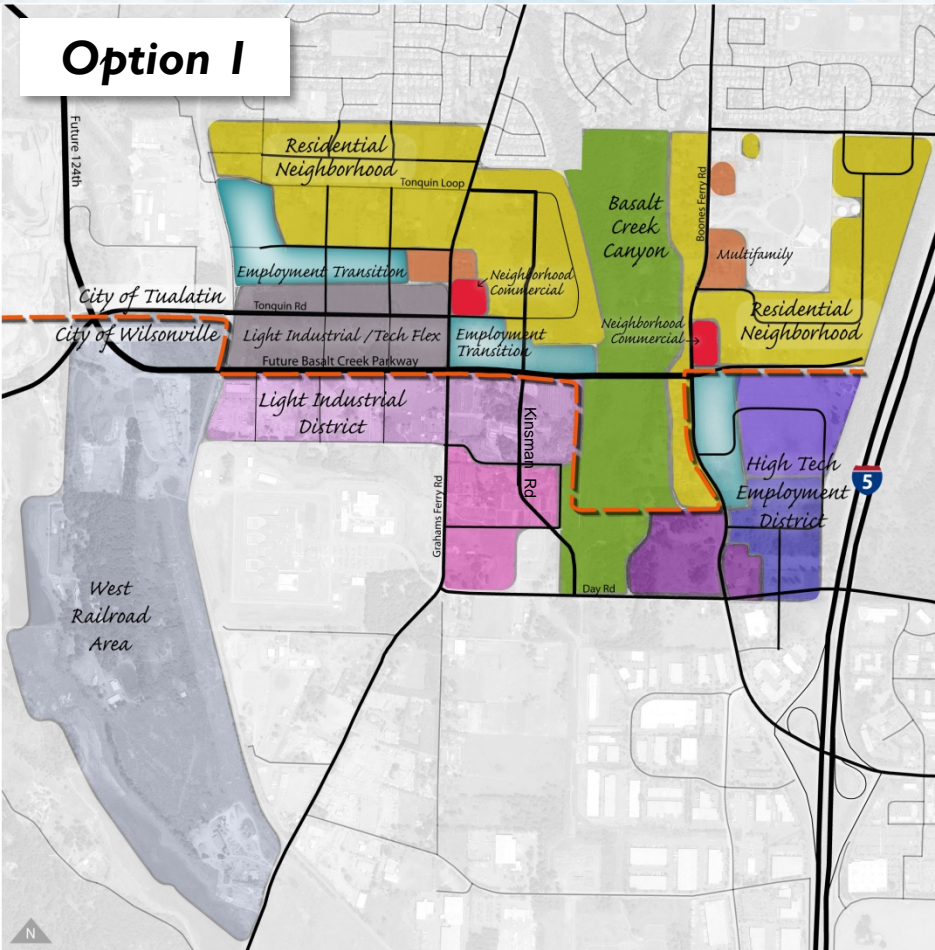 Option 1
Future 124th
Residential
Neighborhood
Tonquin Loop
Basalt
Creek
Canyon
Boones Ferry Rd
Multifamily
Employment Transition
Neighborhood
Commercial
City of Tualatin
Tonquin Rd
Residential
Neighborhood
City of Wilsonville
Light Industrial / Tech Flex
Employment
Transition
Neighborhood
Commercial
Future Basalt Creek Parkway
Light Industrial
District
Kinsman Rd
High Tech
Employment
District
5
Grahams Ferry Rd
West
Railroad
Area
Day Rd
N